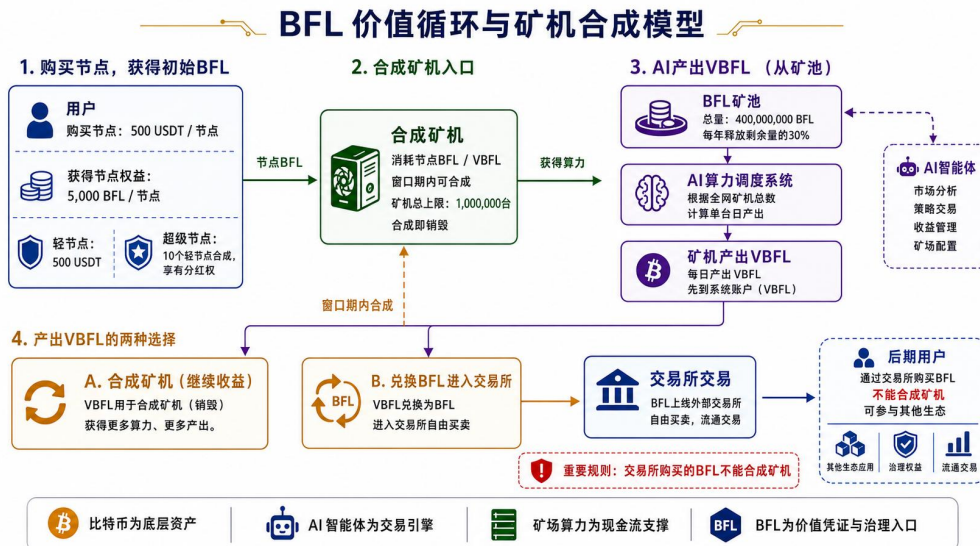 BFL 价值循环与矿机合成模型
1. 购买节点，获得初始BFL
用户
购买节点：500 USDT / 节点
获得节点权益：
5,000 BFL / 节点
轻节点：
500 USDT
超级节点：
10个轻节点合成，
享有分红权
节点BFL
2. 合成矿机入口
合成矿机
消耗节点BFL / VBFL
窗口期内可合成
矿机总上限：1,000,000台
合成即销毁
获得算力
窗口期内合成
3. AI产出VBFL （从矿池）
BFL矿池
总量：400,000,000 BFL
每年释放剩余量的30%
AI算力调度系统
根据全网矿机总数
计算单台日产出
矿机产出VBFL
每日产出 VBFL
先到系统账户（VBFL）
AI智能体
市场分析
策略交易
收益管理
矿场配置
4. 产出VBFL的两种选择
A. 合成矿机（继续收益）
VBFL用于合成矿机（销毁）
获得更多算力、更多产出。
BFL
B. 兑换BFL进入交易所
VBFL兑换为BFL
进入交易所自由买卖
交易所交易
BFL上线外部交易所
自由买卖，流通交易
后期用户
通过交易所购买BFL
不能合成矿机
可参与其他生态
其他生态应用
治理权益
流通交易
重要规则：交易所购买的BFL不能合成矿机
比特币为底层资产
AI 智能体为交易引擎
矿场算力为现金流支撑
BFL
BFL为价值凭证与治理入口